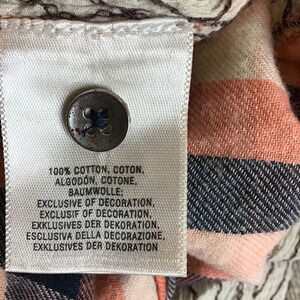 100% COTTON, COTON,
ALGODÓN, COTONE,
BAUMWOLLE;
EXCLUSIVE OF DECORATION,
EXCLUSIF OF DECORATION,
EXKLUSIVES DER DEKORATION.
ESCLUSIVA DELLA DECORAZIONE,
EXKLUSIVES DER DEKORATION